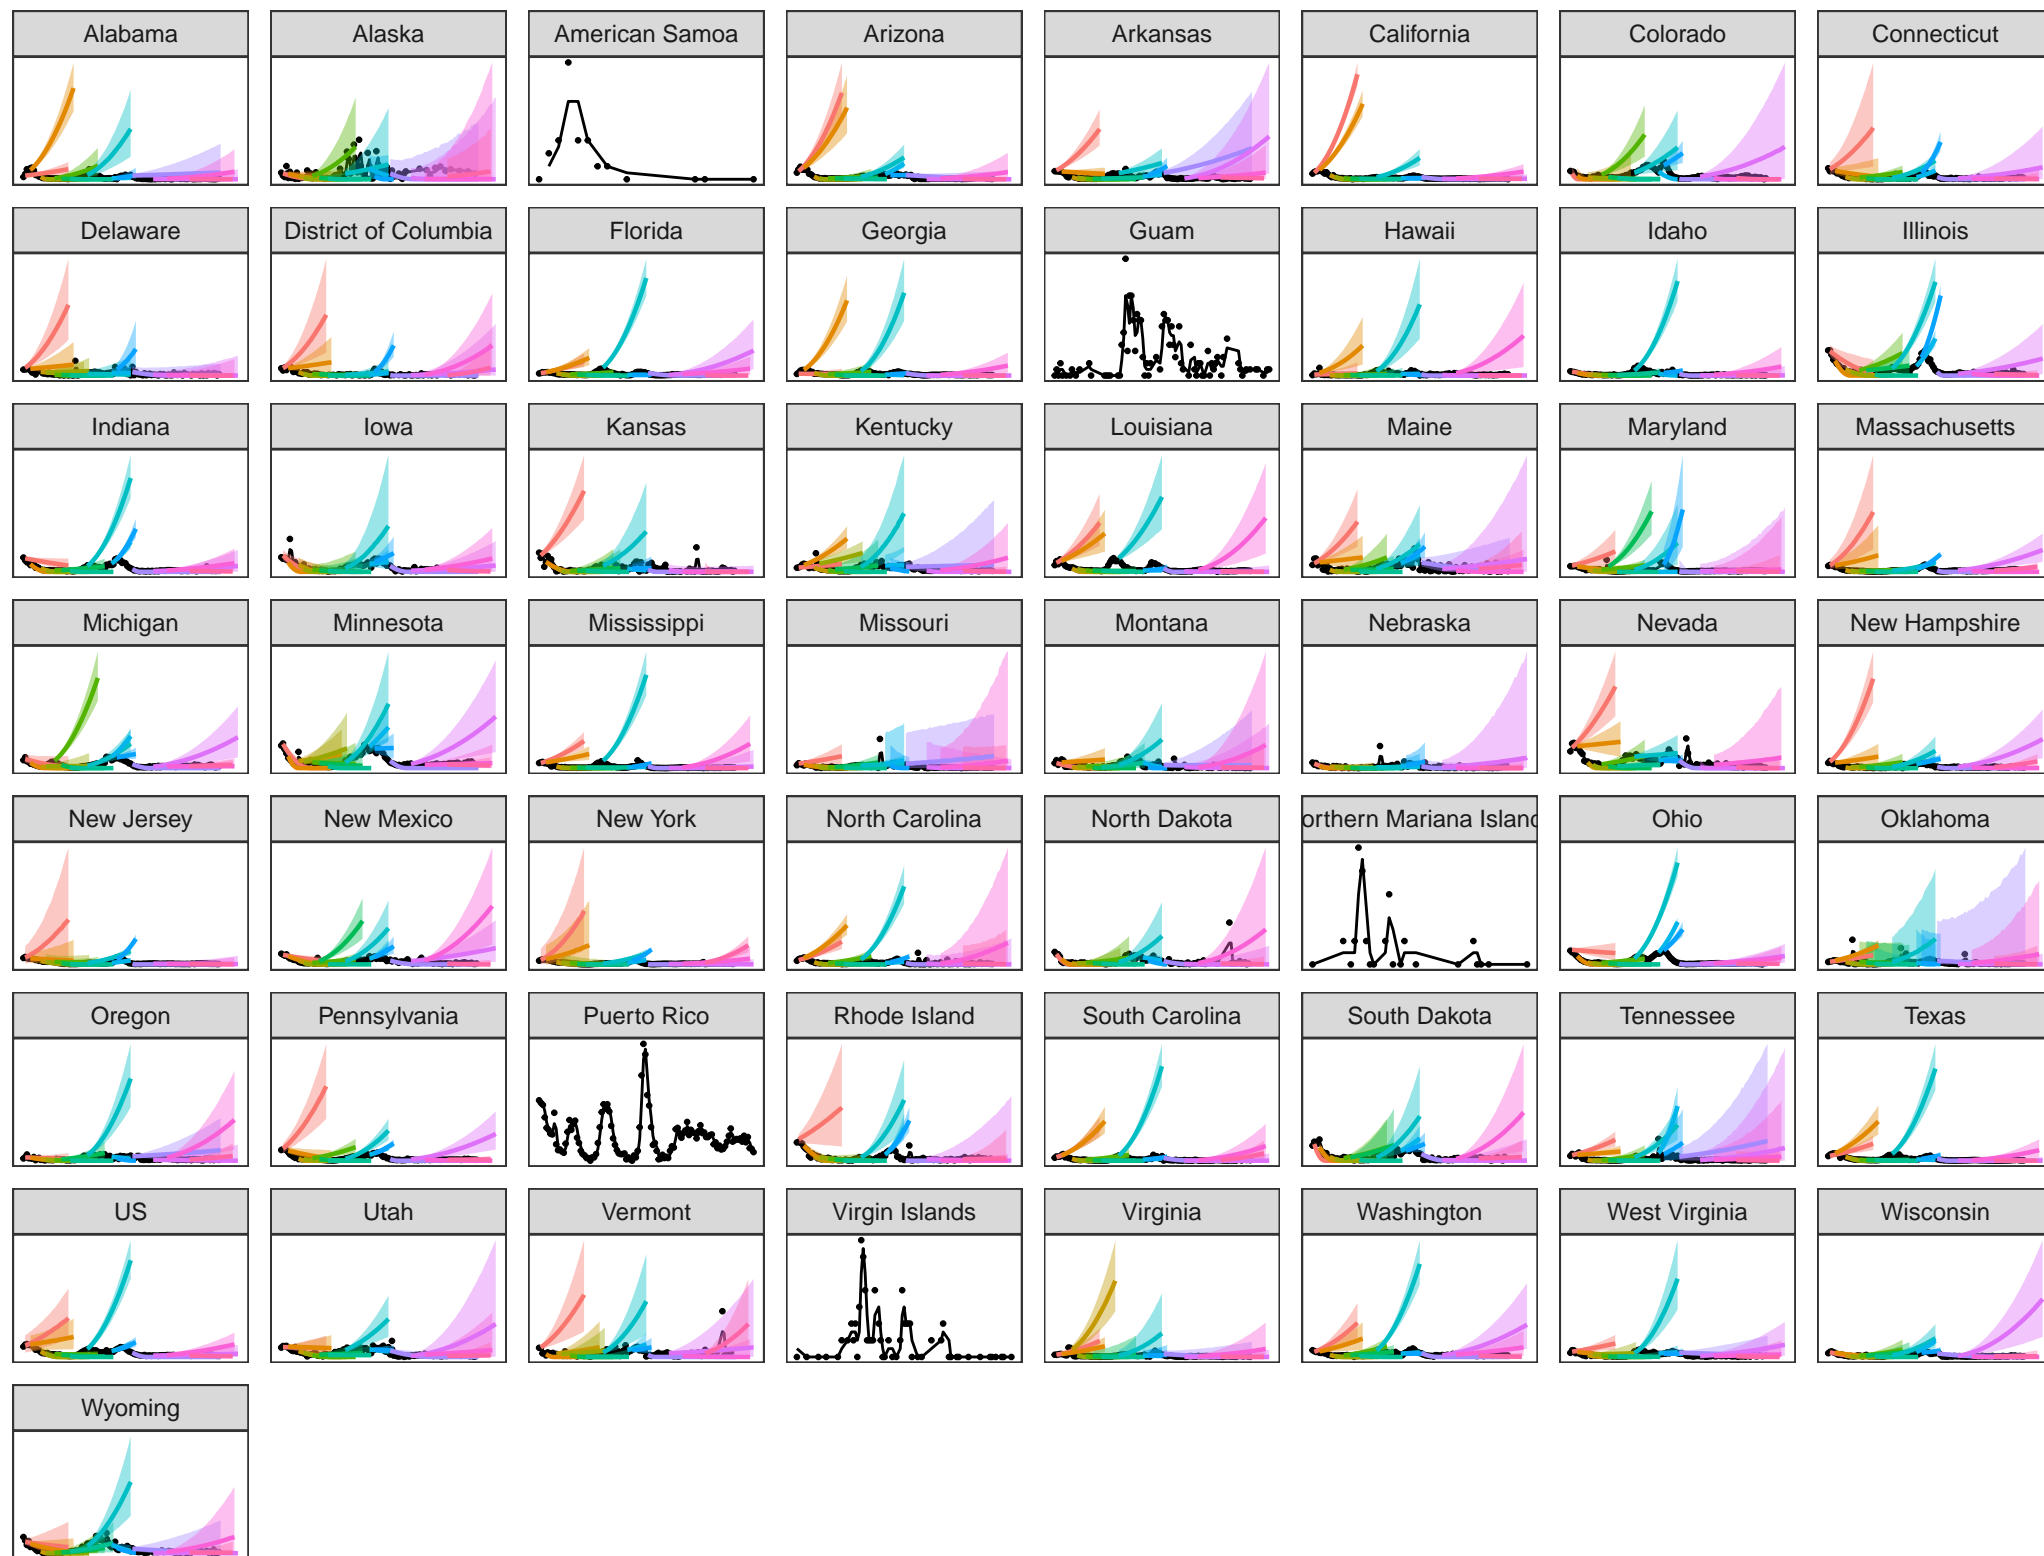 Alabama Alaska American Samoa Arizona Arkansas California Colorado Connecticut
Delaware District of Columbia Florida Georgia Guam Hawaii Idaho Illinois
Indiana Iowa Kansas Kentucky Louisiana Maine Maryland Massachusetts
Michigan Minnesota Mississippi Missouri Montana Nebraska Nevada New Hampshire
New Jersey New Mexico New York North Carolina North Dakota orthern Mariana Island Ohio Oklahoma
Oregon Pennsylvania Puerto Rico Rhode Island South Carolina South Dakota Tennessee Texas
US Utah Vermont Virgin Islands Virginia Washington West Virginia Wisconsin
Wyoming